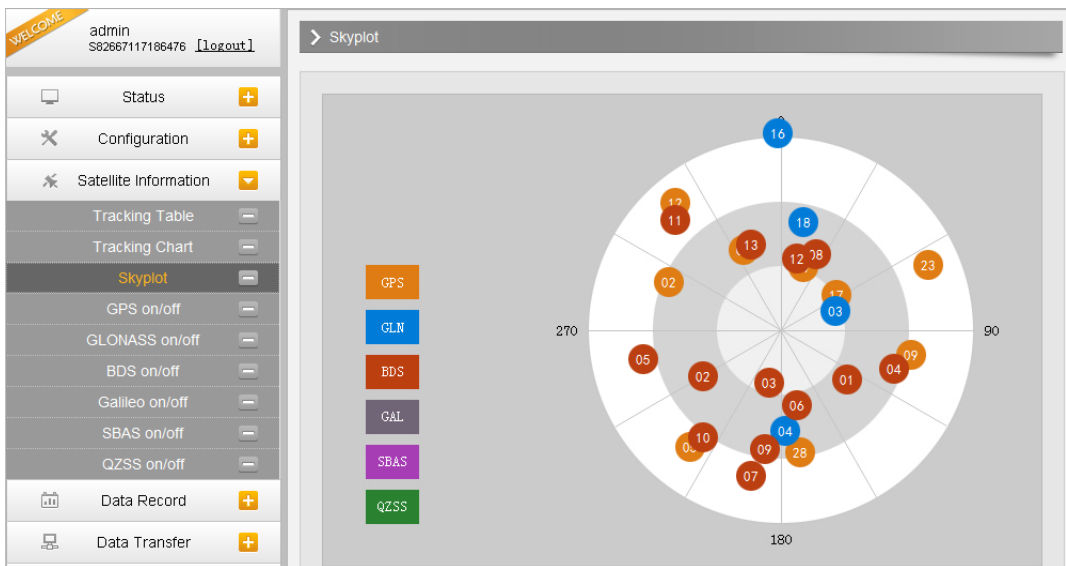 WELCOME
admin
S82667117186476 [logout]
Skyplot
Status
Configuration
Satellite Information
Tracking Table
Tracking Chart
Skyplot
GPS on/off
GLONASS on/off
BDS on/off
Galileo on/off
SBAS on/off
QZSS on/off
Data Record
Data Transfer
GPS
GLN
BDS
GAL
SBAS
QZSS
16
12
11
18
13
12
08
02
23
17
03
270
90
05
09
04
02
03
01
06
04
10
09
28
07
180